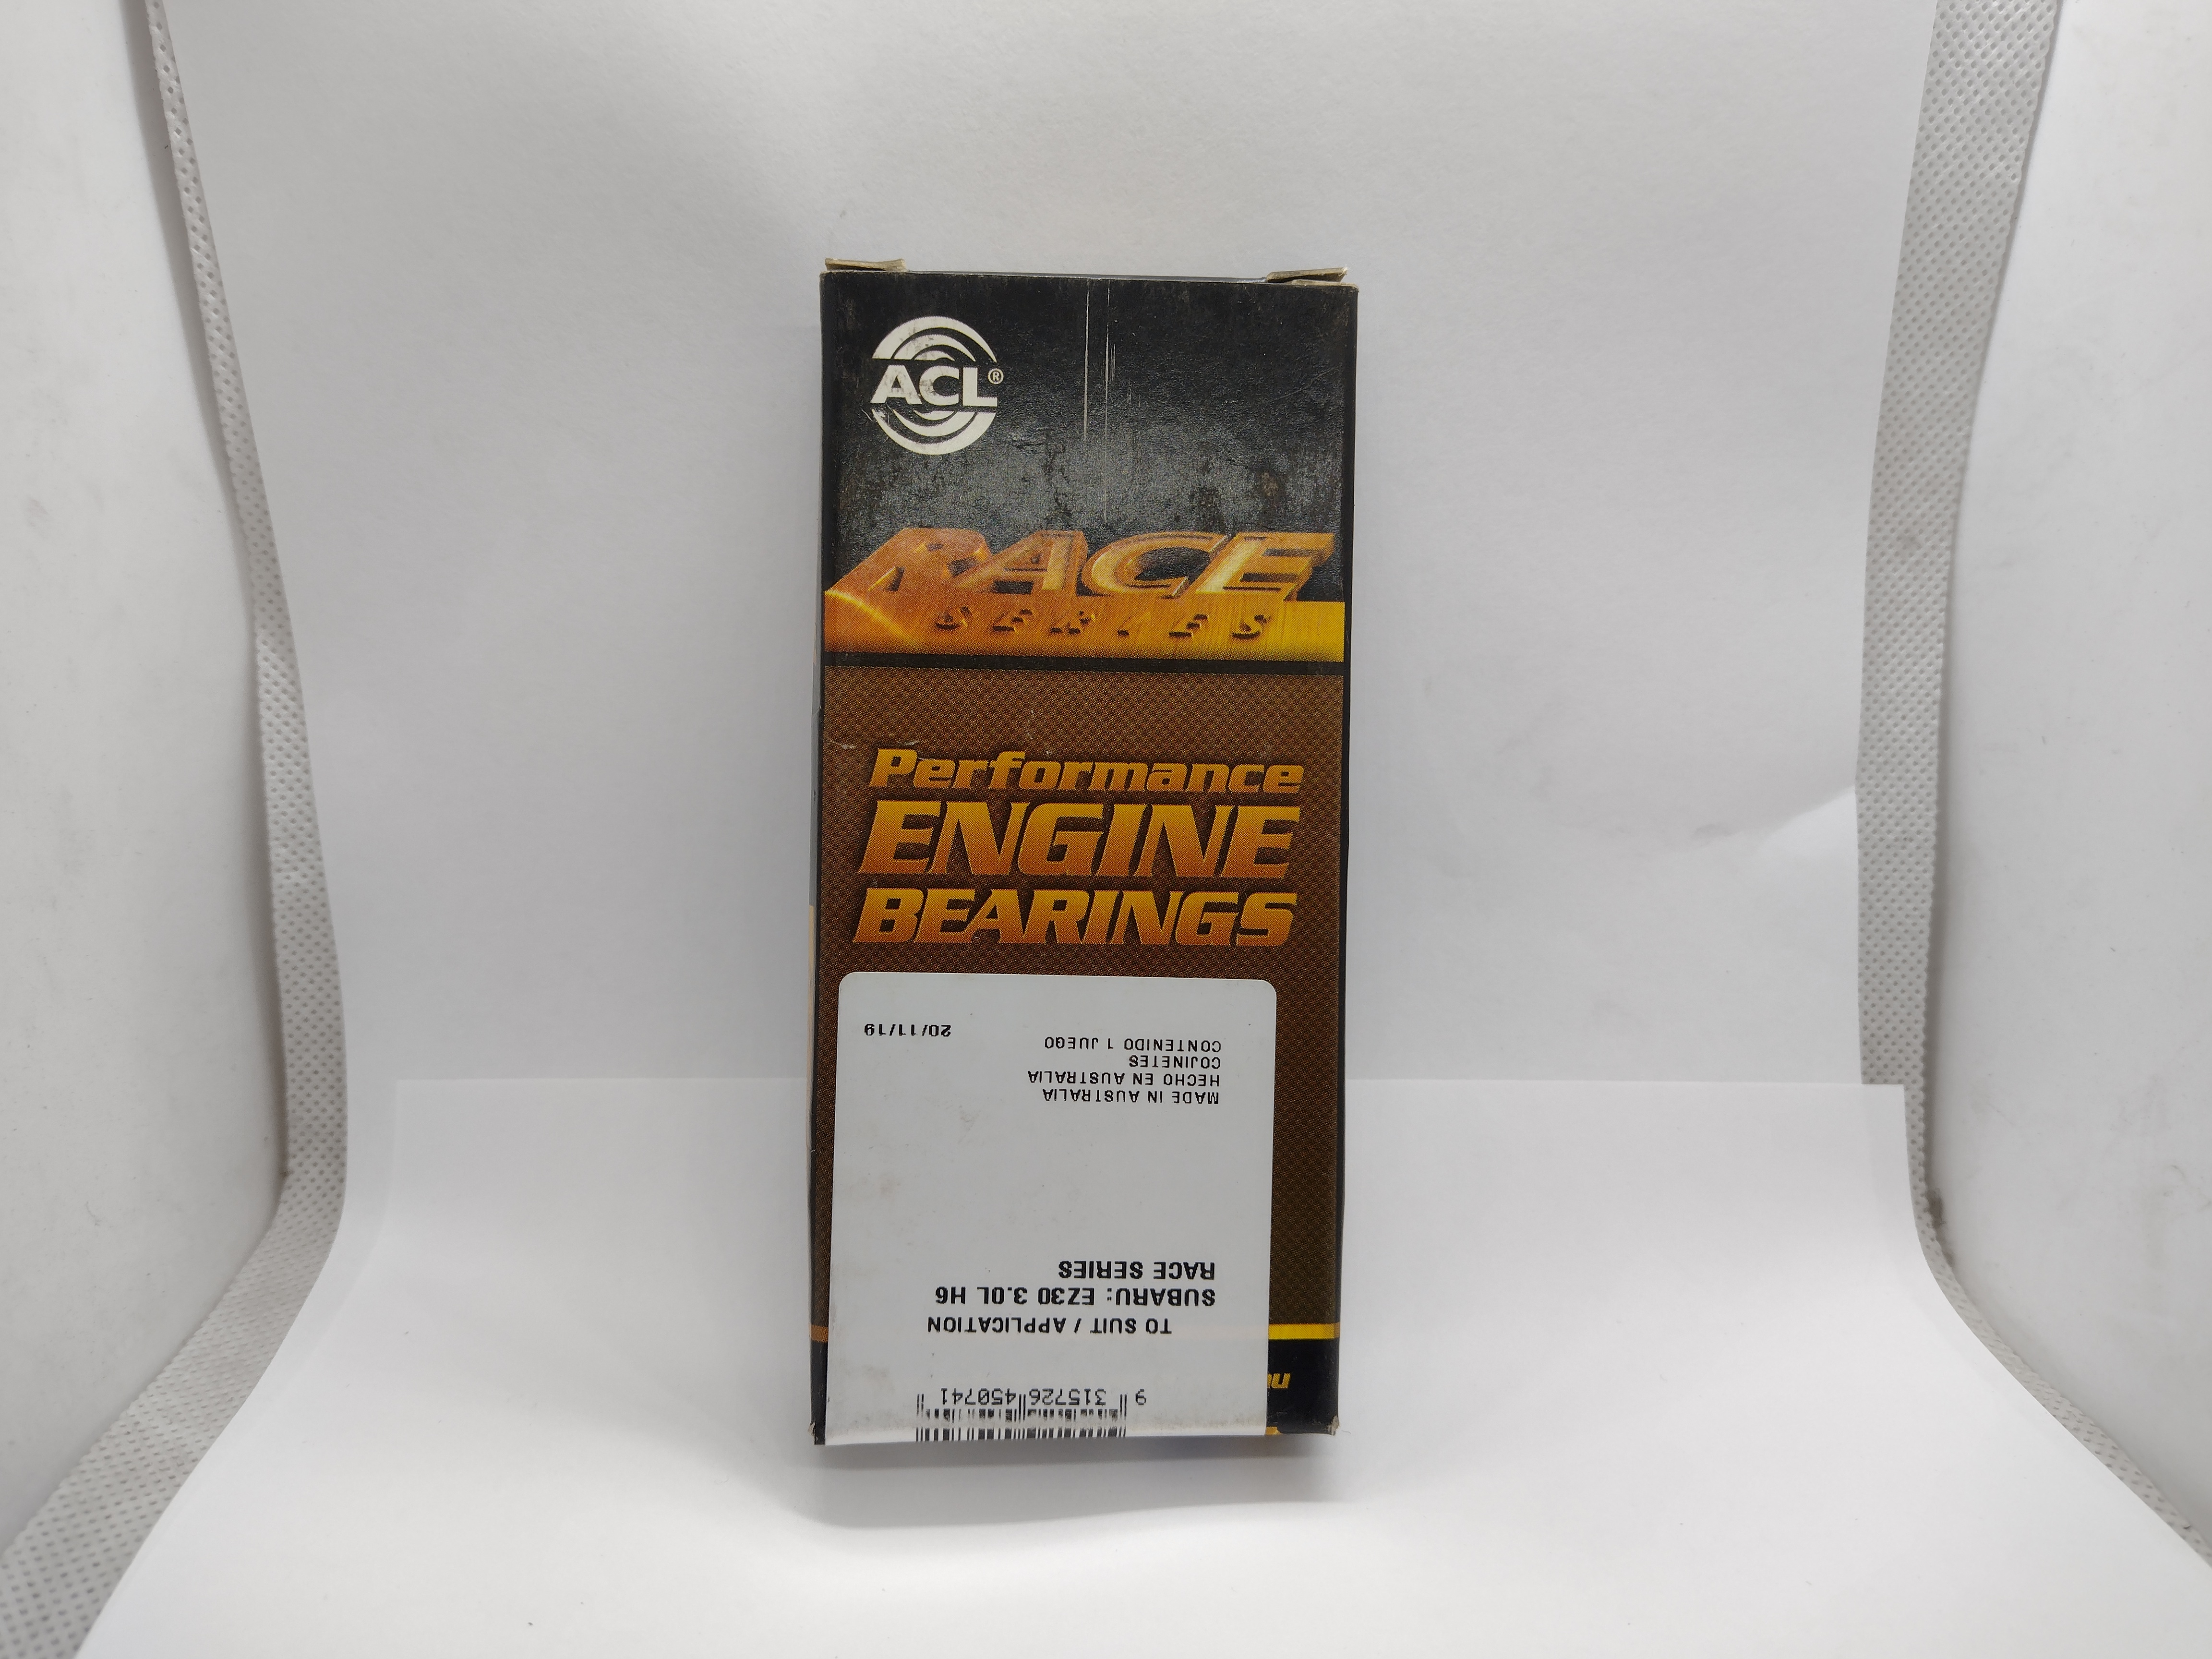 ACL®
RACE
SERIES
Performance
ENGINE
BEARINGS
9 315726 450741
TO SUIT / APPLICATION
SUBARU: EZ30 3.0L H6
RACE SERIES
MADE IN AUSTRALIA
HECHO EN AUSTRALIA
COJINETES
CONTENIDO 1 JUEGO
20/11/19